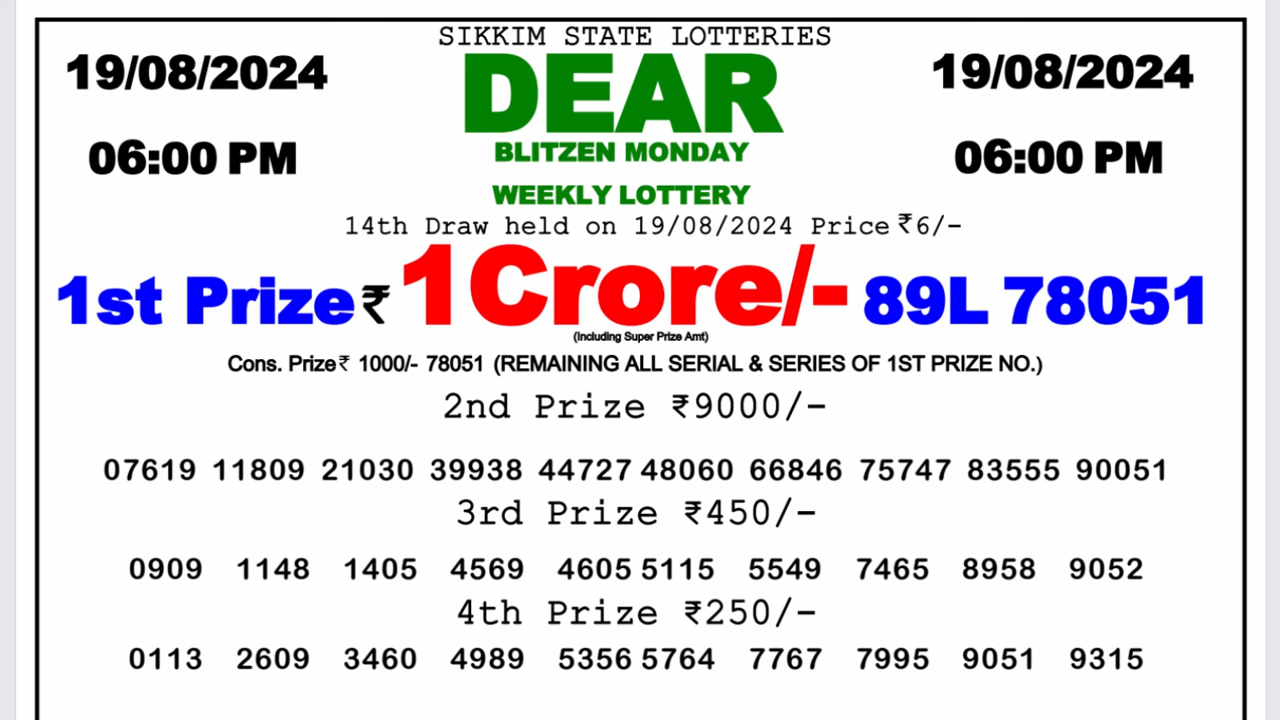 SIKKIM STATE LOTTERIES
19/08/2024 DEAR 19/08/2024
06:00 PM BLITZEN MONDAY 06:00 PM
WEEKLY LOTTERY
14th Draw held on 19/08/2024 Price ₹6/-
1st Prize ₹ 1Crore/- 89L 78051
(Including Super Prize Amt)
Cons. Prize ₹ 1000/- 78051 (REMAINING ALL SERIAL & SERIES OF 1ST PRIZE NO.)
2nd Prize ₹9000/-
07619 11809 21030 39938 44727 48060 66846 75747 83555 90051
3rd Prize ₹450/-
0909 1148 1405 4569 4605 5115 5549 7465 8958 9052
4th Prize ₹250/-
0113 2609 3460 4989 5356 5764 7767 7995 9051 9315